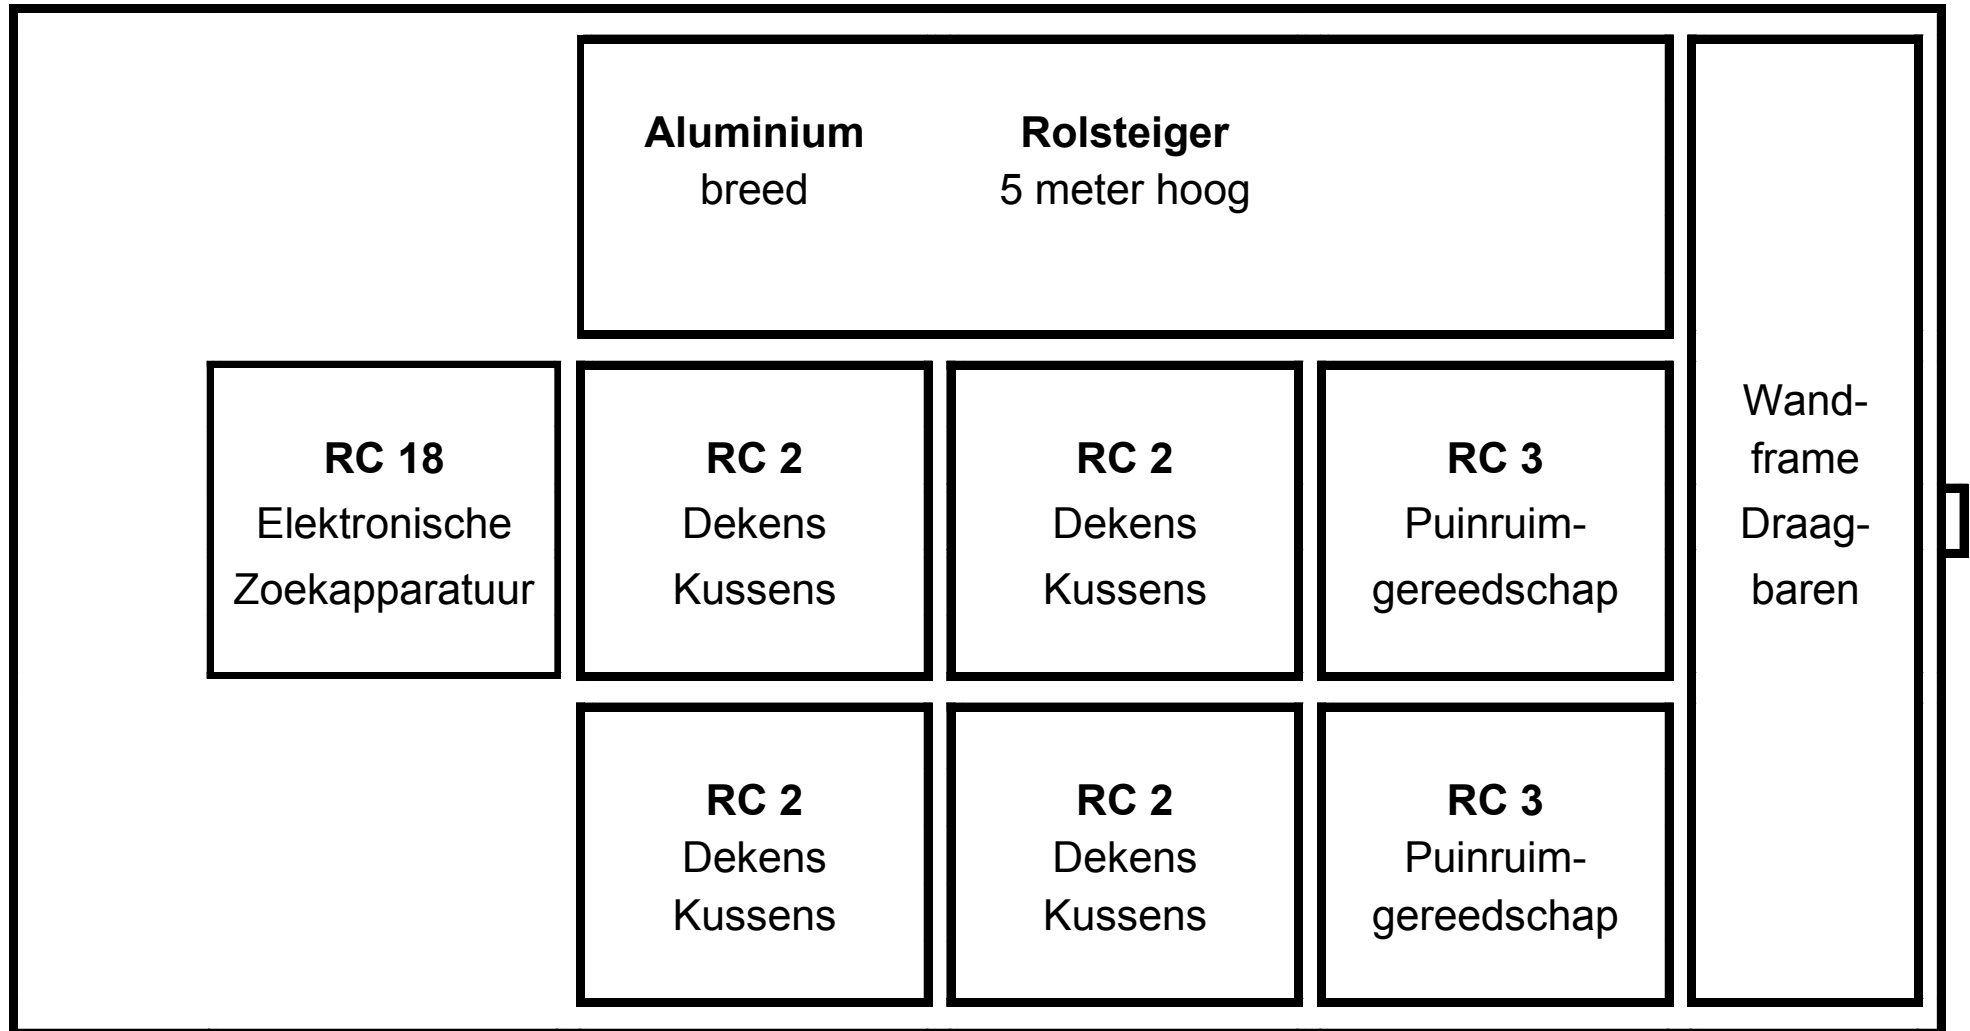 Aluminium Rolsteiger
breed 5 meter hoog
RC 18
Elektronische
Zoekapparatuur
RC 2
Dekens
Kussens
RC 2
Dekens
Kussens
RC 3
Puinruim-
gereedschap
Wand-
frame
Draag-
baren
RC 2
Dekens
Kussens
RC 2
Dekens
Kussens
RC 3
Puinruim-
gereedschap